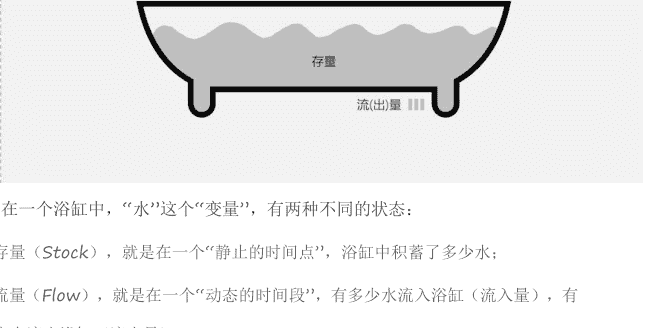 存量
流(出)量
在一个浴缸中，“水”这个“变量”，有两种不同的状态：
存量（Stock），就是在一个“静止的时间点”，浴缸中积蓄了多少水；
流量（Flow），就是在一个“动态的时间段”，有多少水流入浴缸（流入量），有